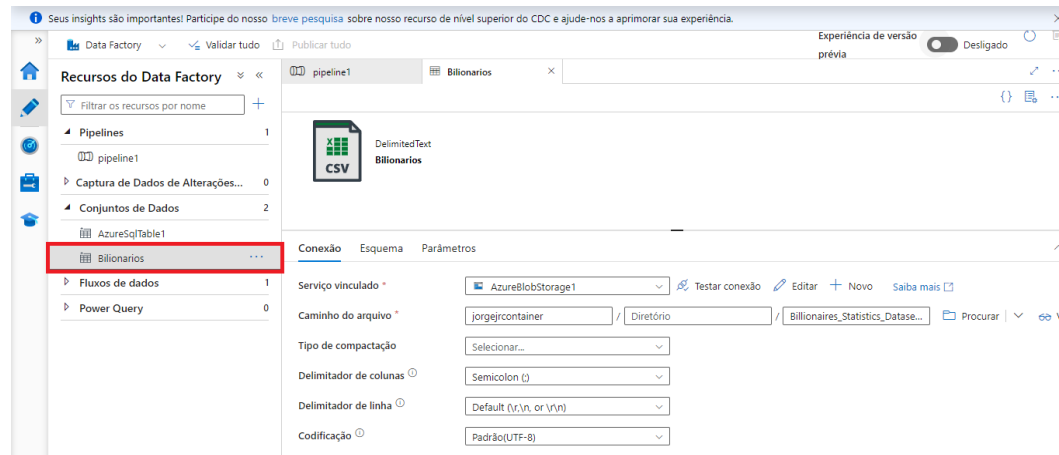 Seus insights são importantes! Participe do nosso breve pesquisa sobre nosso recurso de nível superior do CDC e ajude-nos a aprimorar sua experiência.
Data Factory
Validar tudo
Publicar tudo
Experiência de versão prévia
Desligado
Recursos do Data Factory
Filtrar os recursos por nome
Pipelines 1
pipeline1
Captura de Dados de Alterações... 0
Conjuntos de Dados 2
AzureSqlTable1
Bilionarios
Fluxos de dados 1
Power Query 0
pipeline1
Bilionarios
CSV
DelimitedText
Bilionarios
Conexão Esquema Parâmetros
Serviço vinculado * AzureBlobStorage1 Testar conexão Editar Novo Saiba mais
Caminho do arquivo * jorgejrcontainer / Diretório / Billionaires_Statistics_Datase... Procurar V
Tipo de compactação Selecionar...
Delimitador de colunas Semicolon (;)
Delimitador de linha Default (\r,\n, or \r\n)
Codificação Padrão(UTF-8)